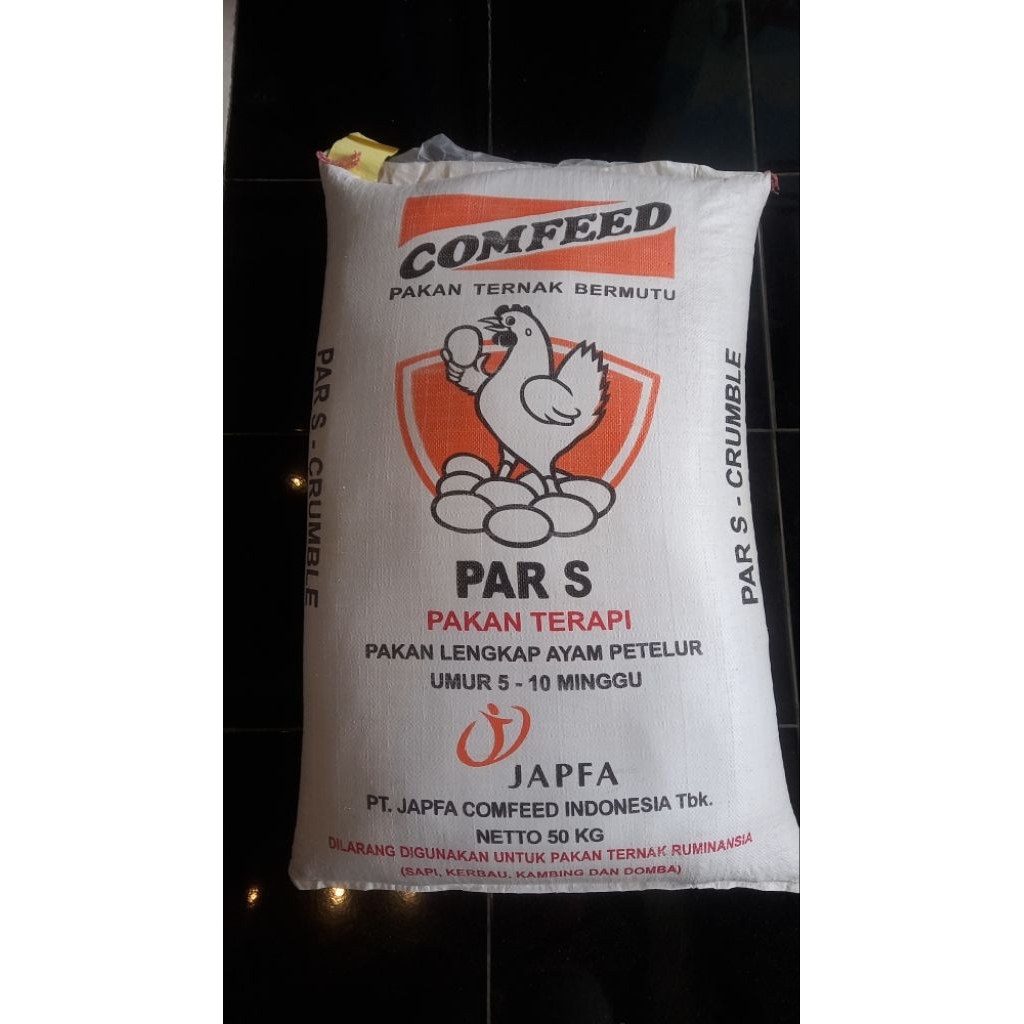 COMFEED
PAKAN TERNAK BERMUTU
PAR S - CRUMBLE
PAR S - CRUMBLE
PAR S
PAKAN TERAPI
PAKAN LENGKAP AYAM PETELUR
UMUR 5 - 10 MINGGU
JAPFA
PT. JAPFA COMFEED INDONESIA Tbk.
NETTO 50 KG
DILARANG DIGUNAKAN UNTUK PAKAN TERNAK RUMINANSIA
(SAPI, KERBAU, KAMBING DAN DOMBA)